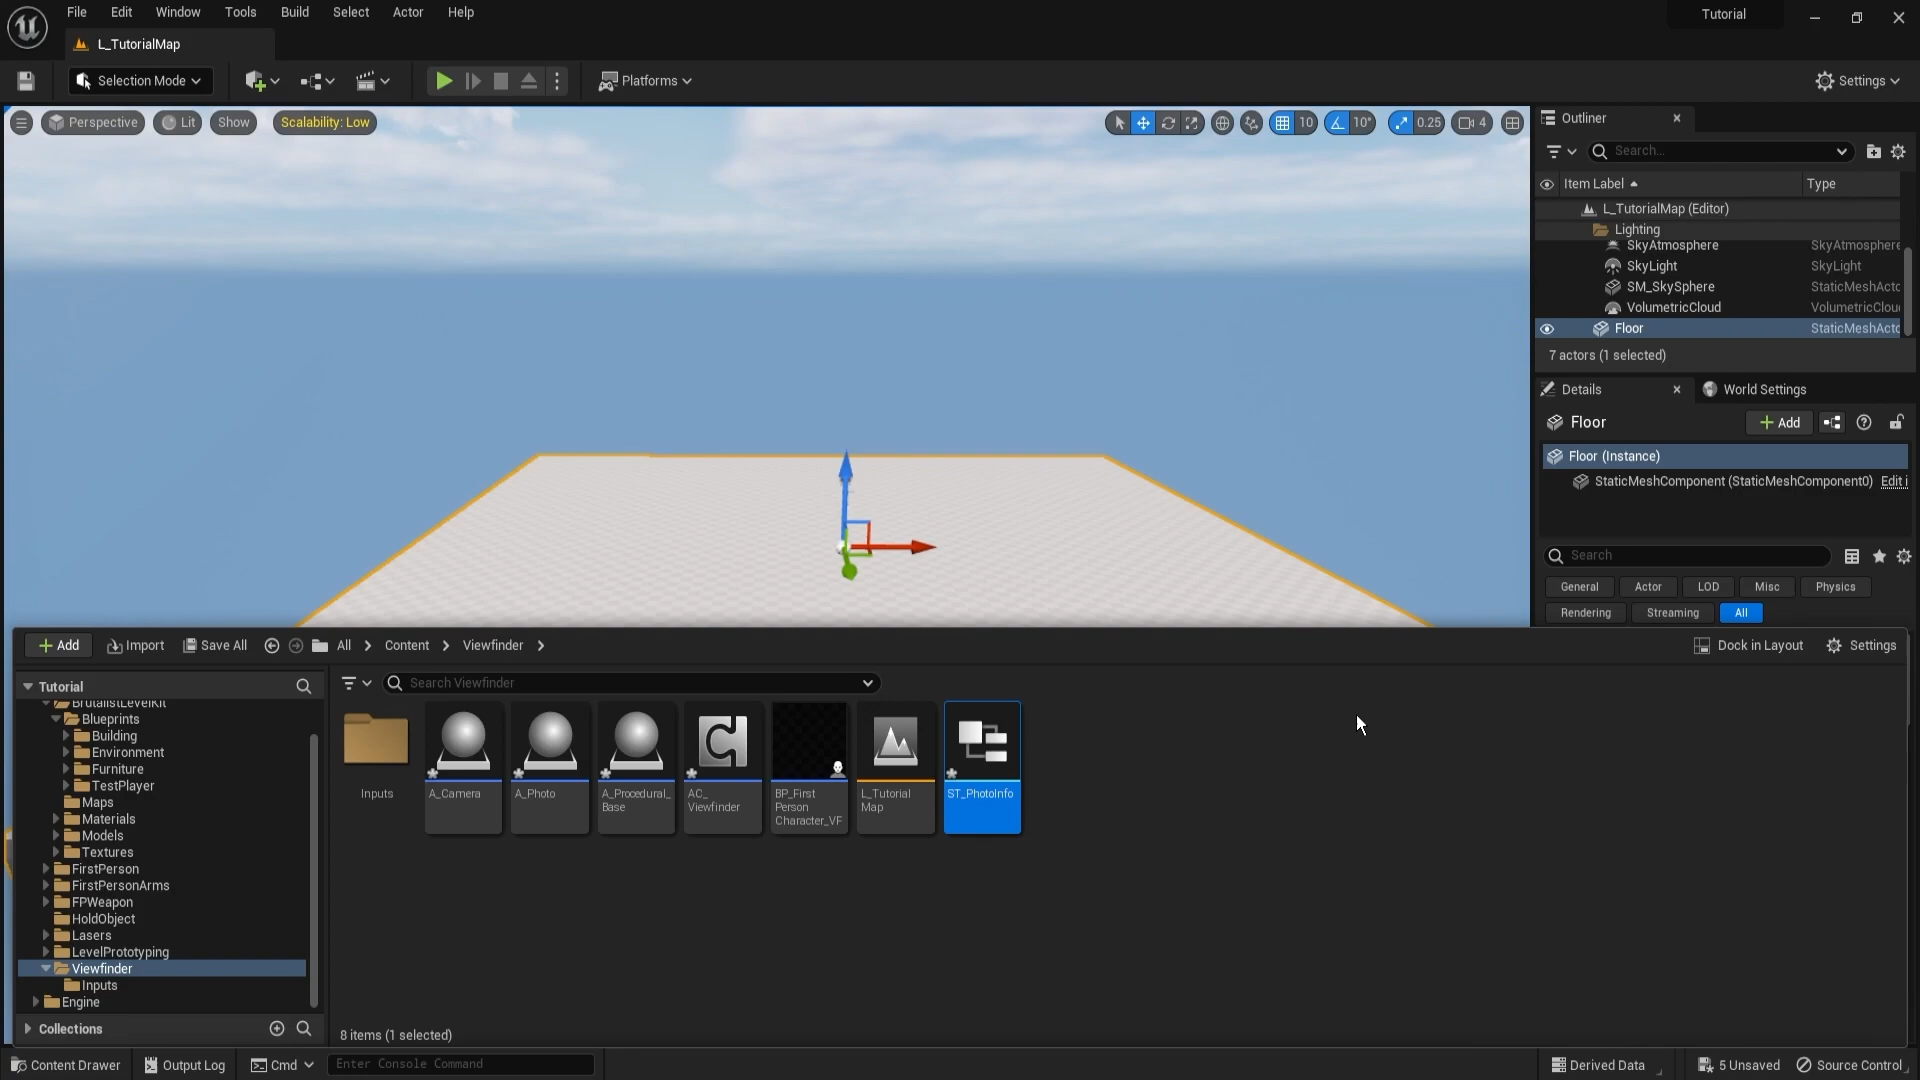 File Edit Window Tools Build Select Actor Help
Tutorial
L_TutorialMap
Selection Mode
Platforms
Settings
Perspective Lit Show Scalability: Low
10 10° 0.25 4
Outliner
Search...
Item Label Type
L_TutorialMap (Editor)
Lighting
SkyAtmosphere SkyAtmosphere
SkyLight SkyLight
SM_SkySphere StaticMeshActo
VolumetricCloud VolumetricClou
Floor StaticMeshActo
7 actors (1 selected)
Details World Settings
Floor Add
Floor (Instance)
StaticMeshComponent (StaticMeshComponent0) Edit i
Search
General Actor LOD Misc Physics
Rendering Streaming All
Add Import Save All All Content Viewfinder Dock in Layout Settings
Tutorial
Search Viewfinder
BrutalistLevelKit
Blueprints
Building
Environment
Furniture
TestPlayer
Maps
Materials
Models
Textures
FirstPerson
FirstPersonArms
FPWeapon
HoldObject
Lasers
LevelPrototyping
Viewfinder
Inputs
Engine
Collections
Inputs
A_Camera
A_Photo
A_Procedural_
Base
AC_
Viewfinder
BP_First
Person
Character_VF
L_Tutorial
Map
ST_PhotoInfo
8 items (1 selected)
Content Drawer Output Log Cmd Enter Console Command Derived Data 5 Unsaved Source Control